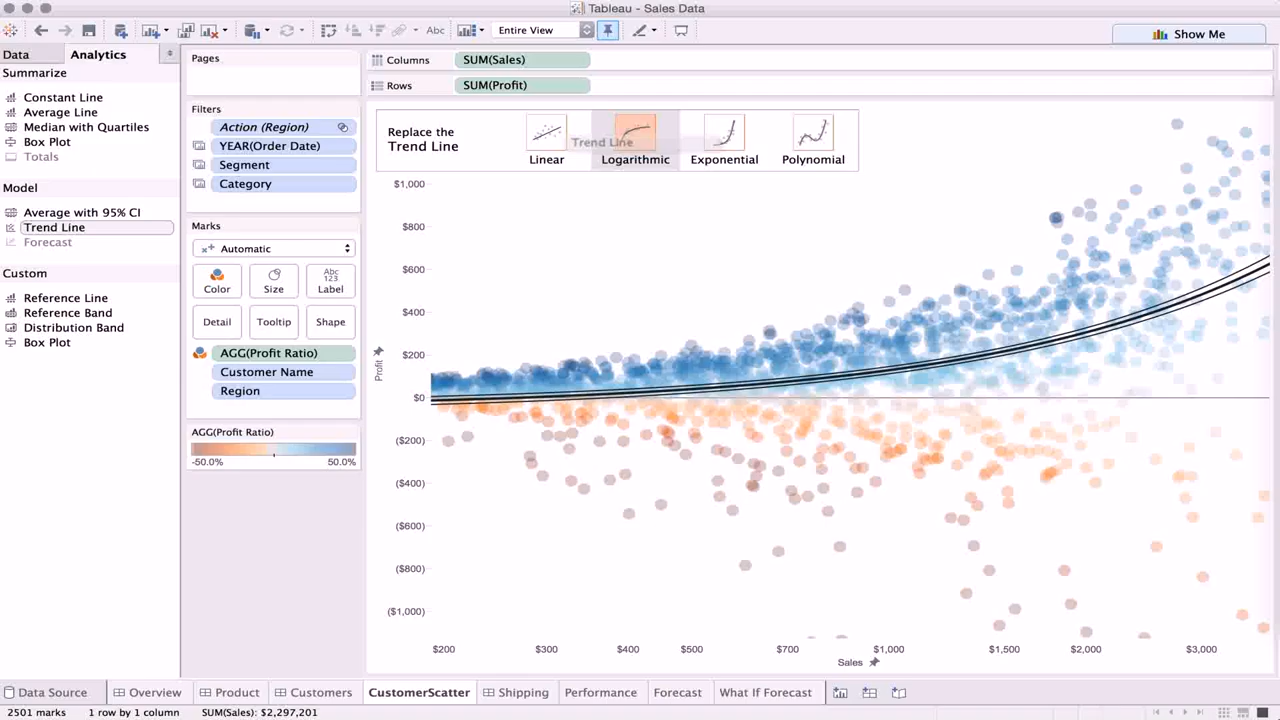 Tableau - Sales Data
Abc
Entire View
Show Me
Data
Analytics
Summarize
Constant Line
Average Line
Median with Quartiles
Box Plot
Totals
Model
Average with 95% CI
Trend Line
Forecast
Custom
Reference Line
Reference Band
Distribution Band
Box Plot
Pages
Filters
Action (Region)
YEAR(Order Date)
Segment
Category
Marks
Automatic
Color
Size
Abc
123
Label
Detail
Tooltip
Shape
AGG(Profit Ratio)
Customer Name
Region
AGG(Profit Ratio)
-50.0% 50.0%
Columns
SUM(Sales)
Rows
SUM(Profit)
Replace the
Trend Line
Trend Line
Linear
Logarithmic
Exponential
Polynomial
$1,000
$800
$600
$400
$200
$0
($200)
($400)
($600)
($800)
($1,000)
Profit
$200 $300 $400 $500 $700 $1,000 $1,500 $2,000 $3,000
Sales
Data Source
Overview
Product
Customers
CustomerScatter
Shipping
Performance
Forecast
What If Forecast
2501 marks
1 row by 1 column
SUM(Sales): $2,297,201